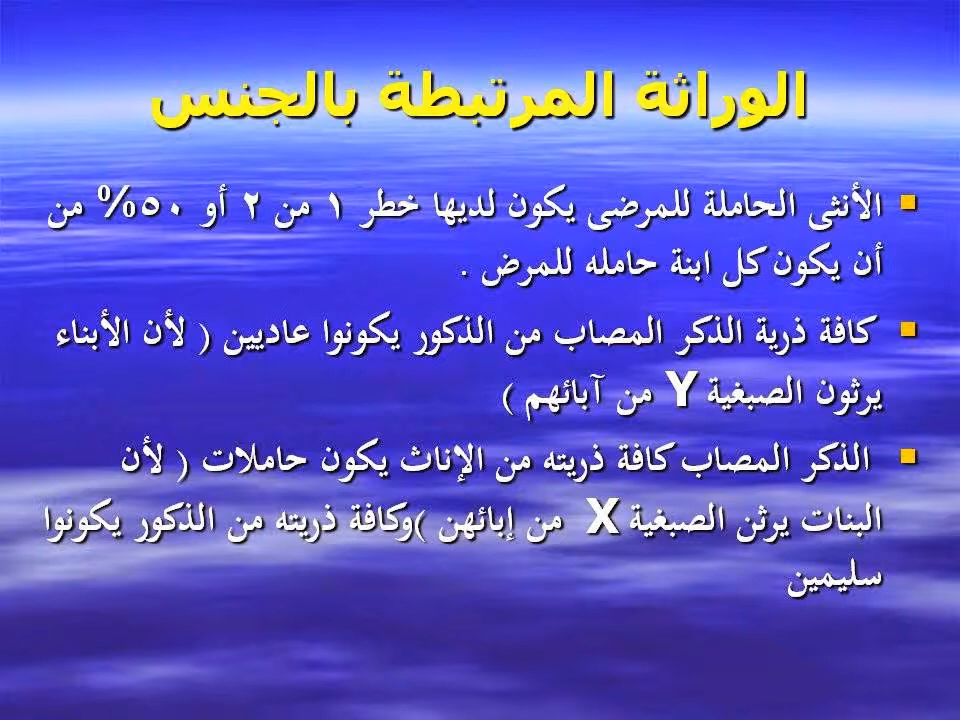 الوراثة المرتبطة بالجنس
▪ الأنثى الحاملة للمرضى يكون لديها خطر ١ من ٢ أو ٥٠% من
أن يكون كل ابنة حامله للمرض .
▪ كافة ذرية الذكر المصاب من الذكور يكونوا عاديين ( لأن الأبناء
يرثون الصبغية Y من آبائهم )
▪ الذكر المصاب كافة ذريته من الإناث يكون حاملات ( لأن
البنات يرثن الصبغية X من إبائهن )وكافة ذريته من الذكور يكونوا
سليمين